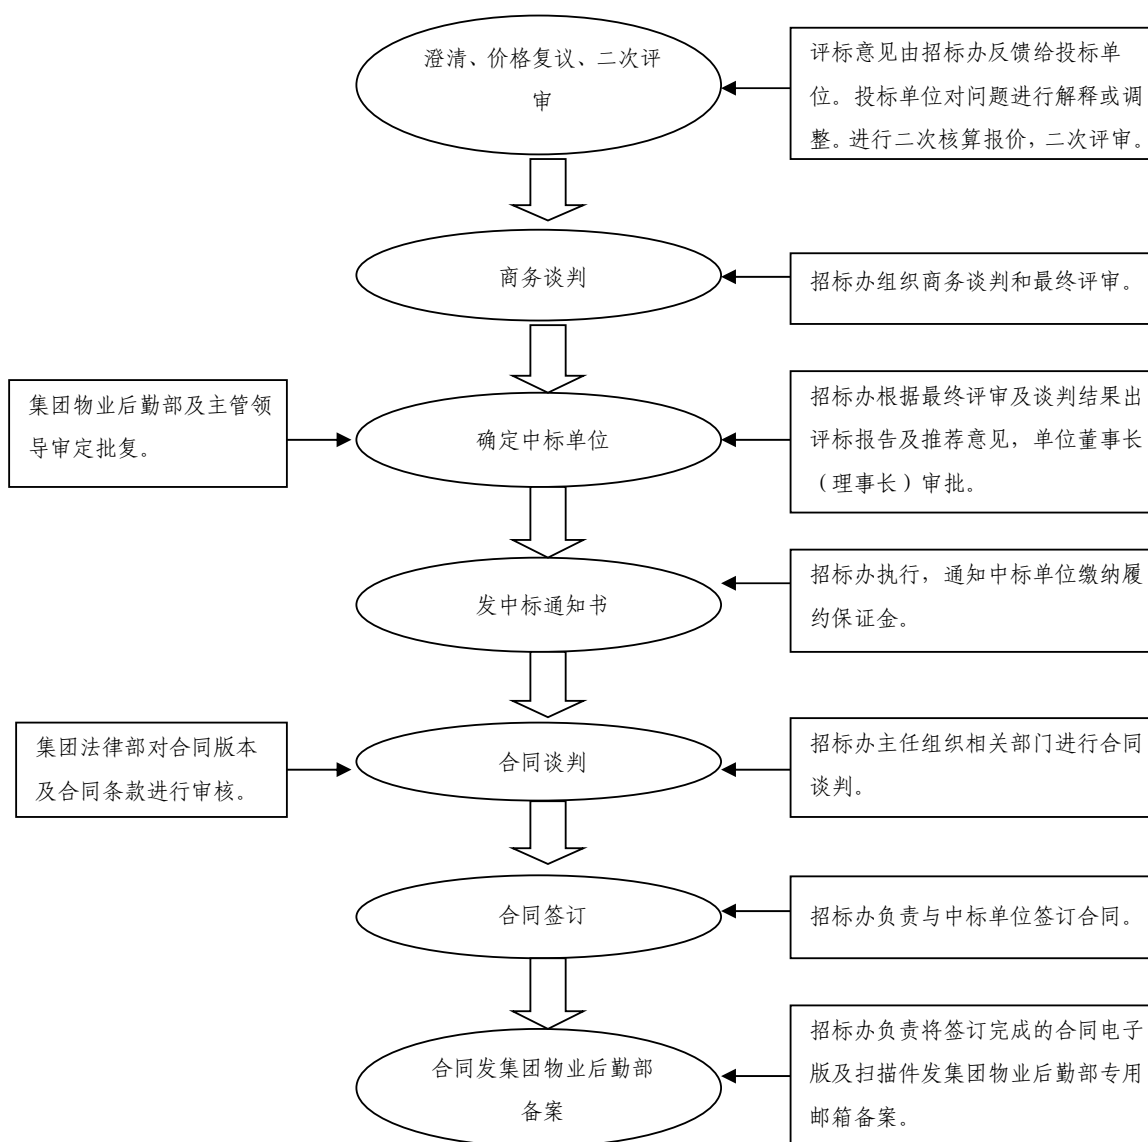 澄清、价格复议、二次评
审
评标意见由招标办反馈给投标单
位。投标单位对问题进行解释或调
整。进行二次核算报价，二次评审。
商务谈判
招标办组织商务谈判和最终评审。
集团物业后勤部及主管领
导审定批复。
确定中标单位
招标办根据最终评审及谈判结果出
评标报告及推荐意见，单位董事长
（理事长）审批。
发中标通知书
招标办执行，通知中标单位缴纳履
约保证金。
集团法律部对合同版本
及合同条款进行审核。
合同谈判
招标办主任组织相关部门进行合同
谈判。
合同签订
招标办负责与中标单位签订合同。
合同发集团物业后勤部
备案
招标办负责将签订完成的合同电子
版及扫描件发集团物业后勤部专用
邮箱备案。